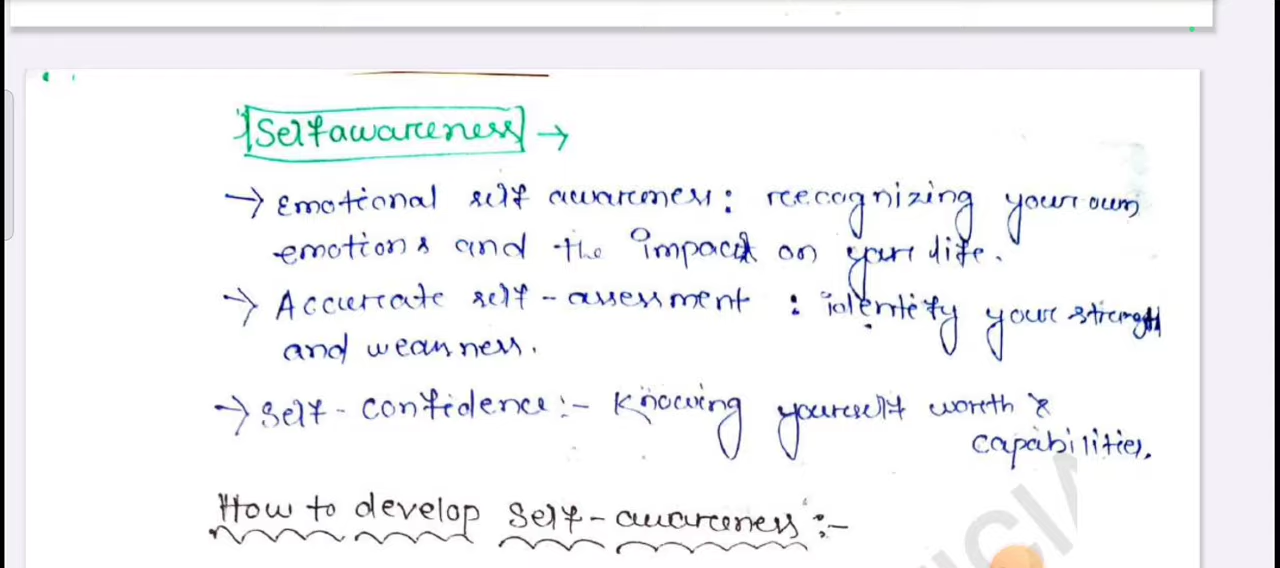 Selfawareness →
→ Emotional self awareness: recognizing your own
emotions and the impact on your life.
→ Accurate self-assessment : identify your strength
and weakness.
→ Self-confidence:- Knowing yourself worth &
capabilities.
How to develop self-awareness:-